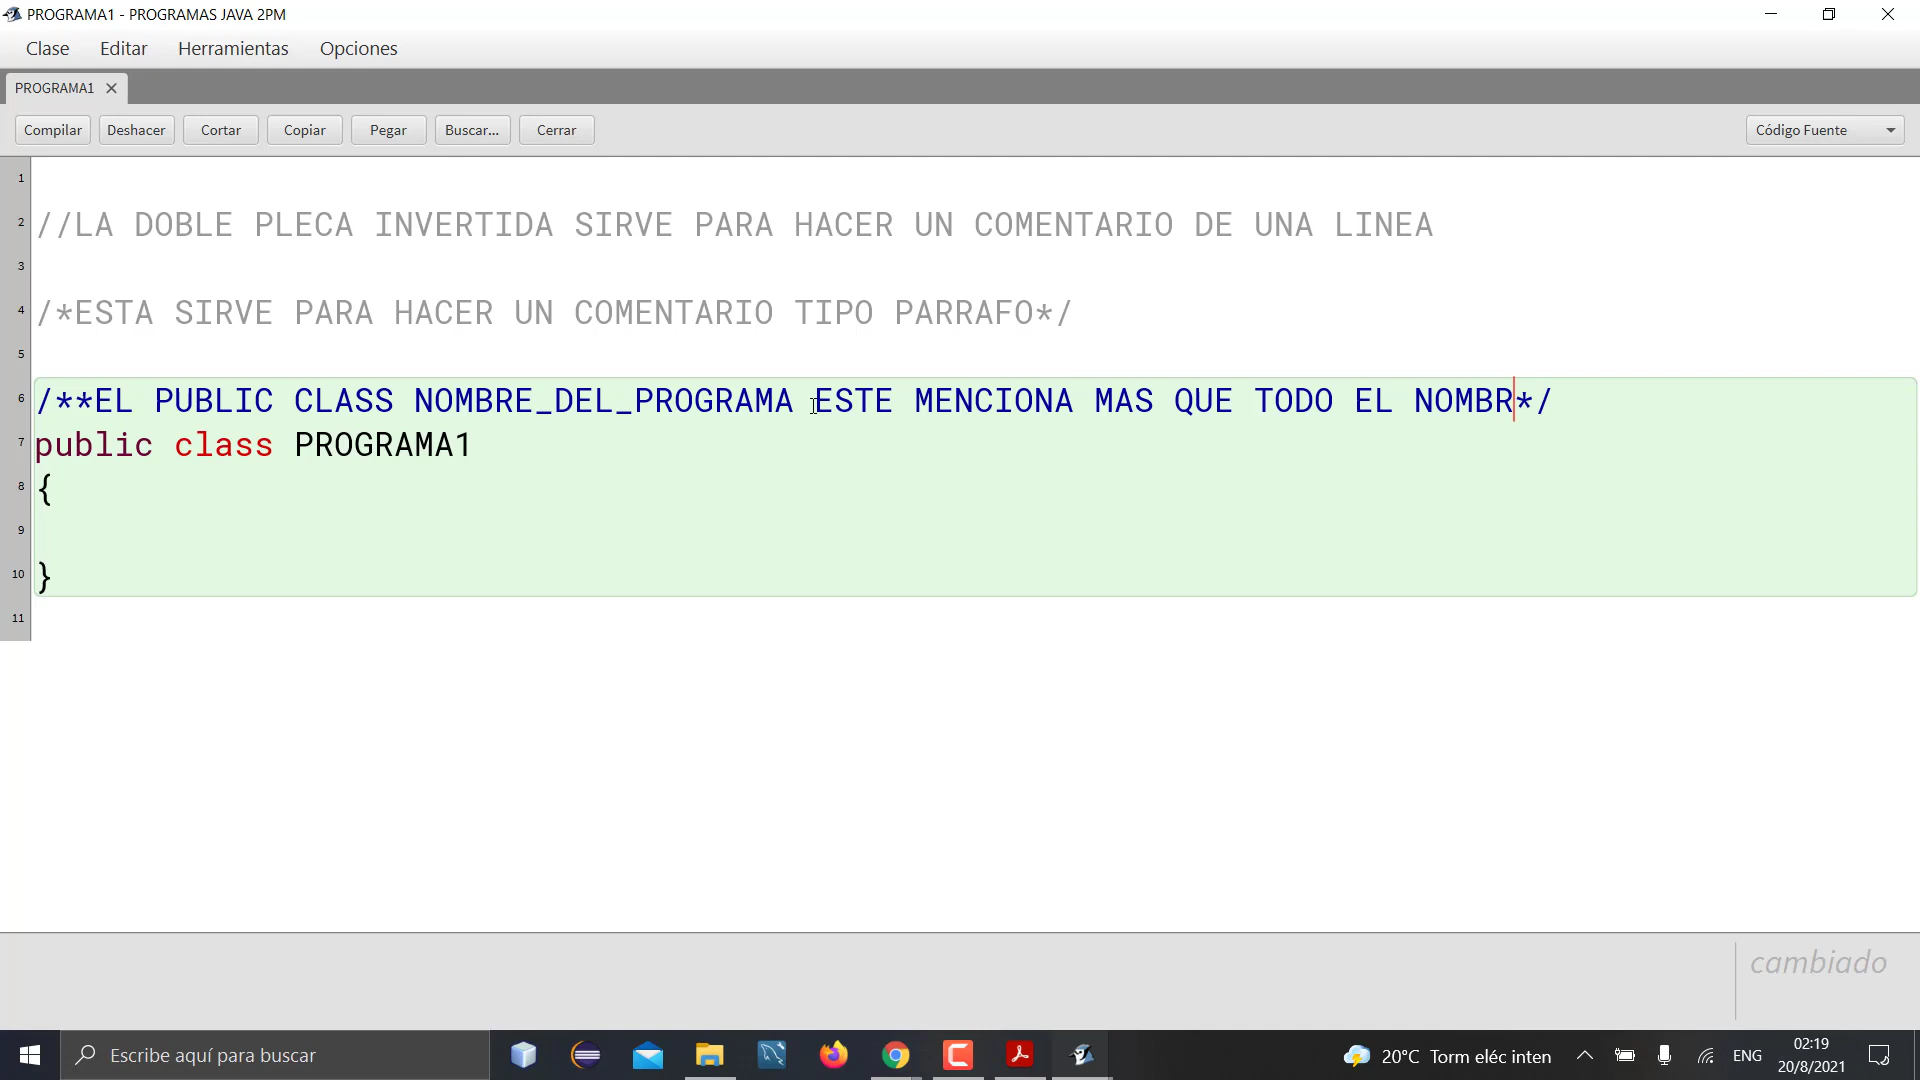 PROGRAMA1 - PROGRAMAS JAVA 2PM
Clase Editar Herramientas Opciones
PROGRAMA1
Compilar Deshacer Cortar Copiar Pegar Buscar... Cerrar Código Fuente
1
2 //LA DOBLE PLECA INVERTIDA SIRVE PARA HACER UN COMENTARIO DE UNA LINEA
3
4 /*ESTA SIRVE PARA HACER UN COMENTARIO TIPO PARRAFO*/
5
6 /**EL PUBLIC CLASS NOMBRE_DEL_PROGRAMA ESTE MENCIONA MAS QUE TODO EL NOMBR*/
7 public class PROGRAMA1
8 {
9
10 }
11
cambiado
Escribe aquí para buscar
20°C Torm eléc inten
ENG
02:19
20/8/2021